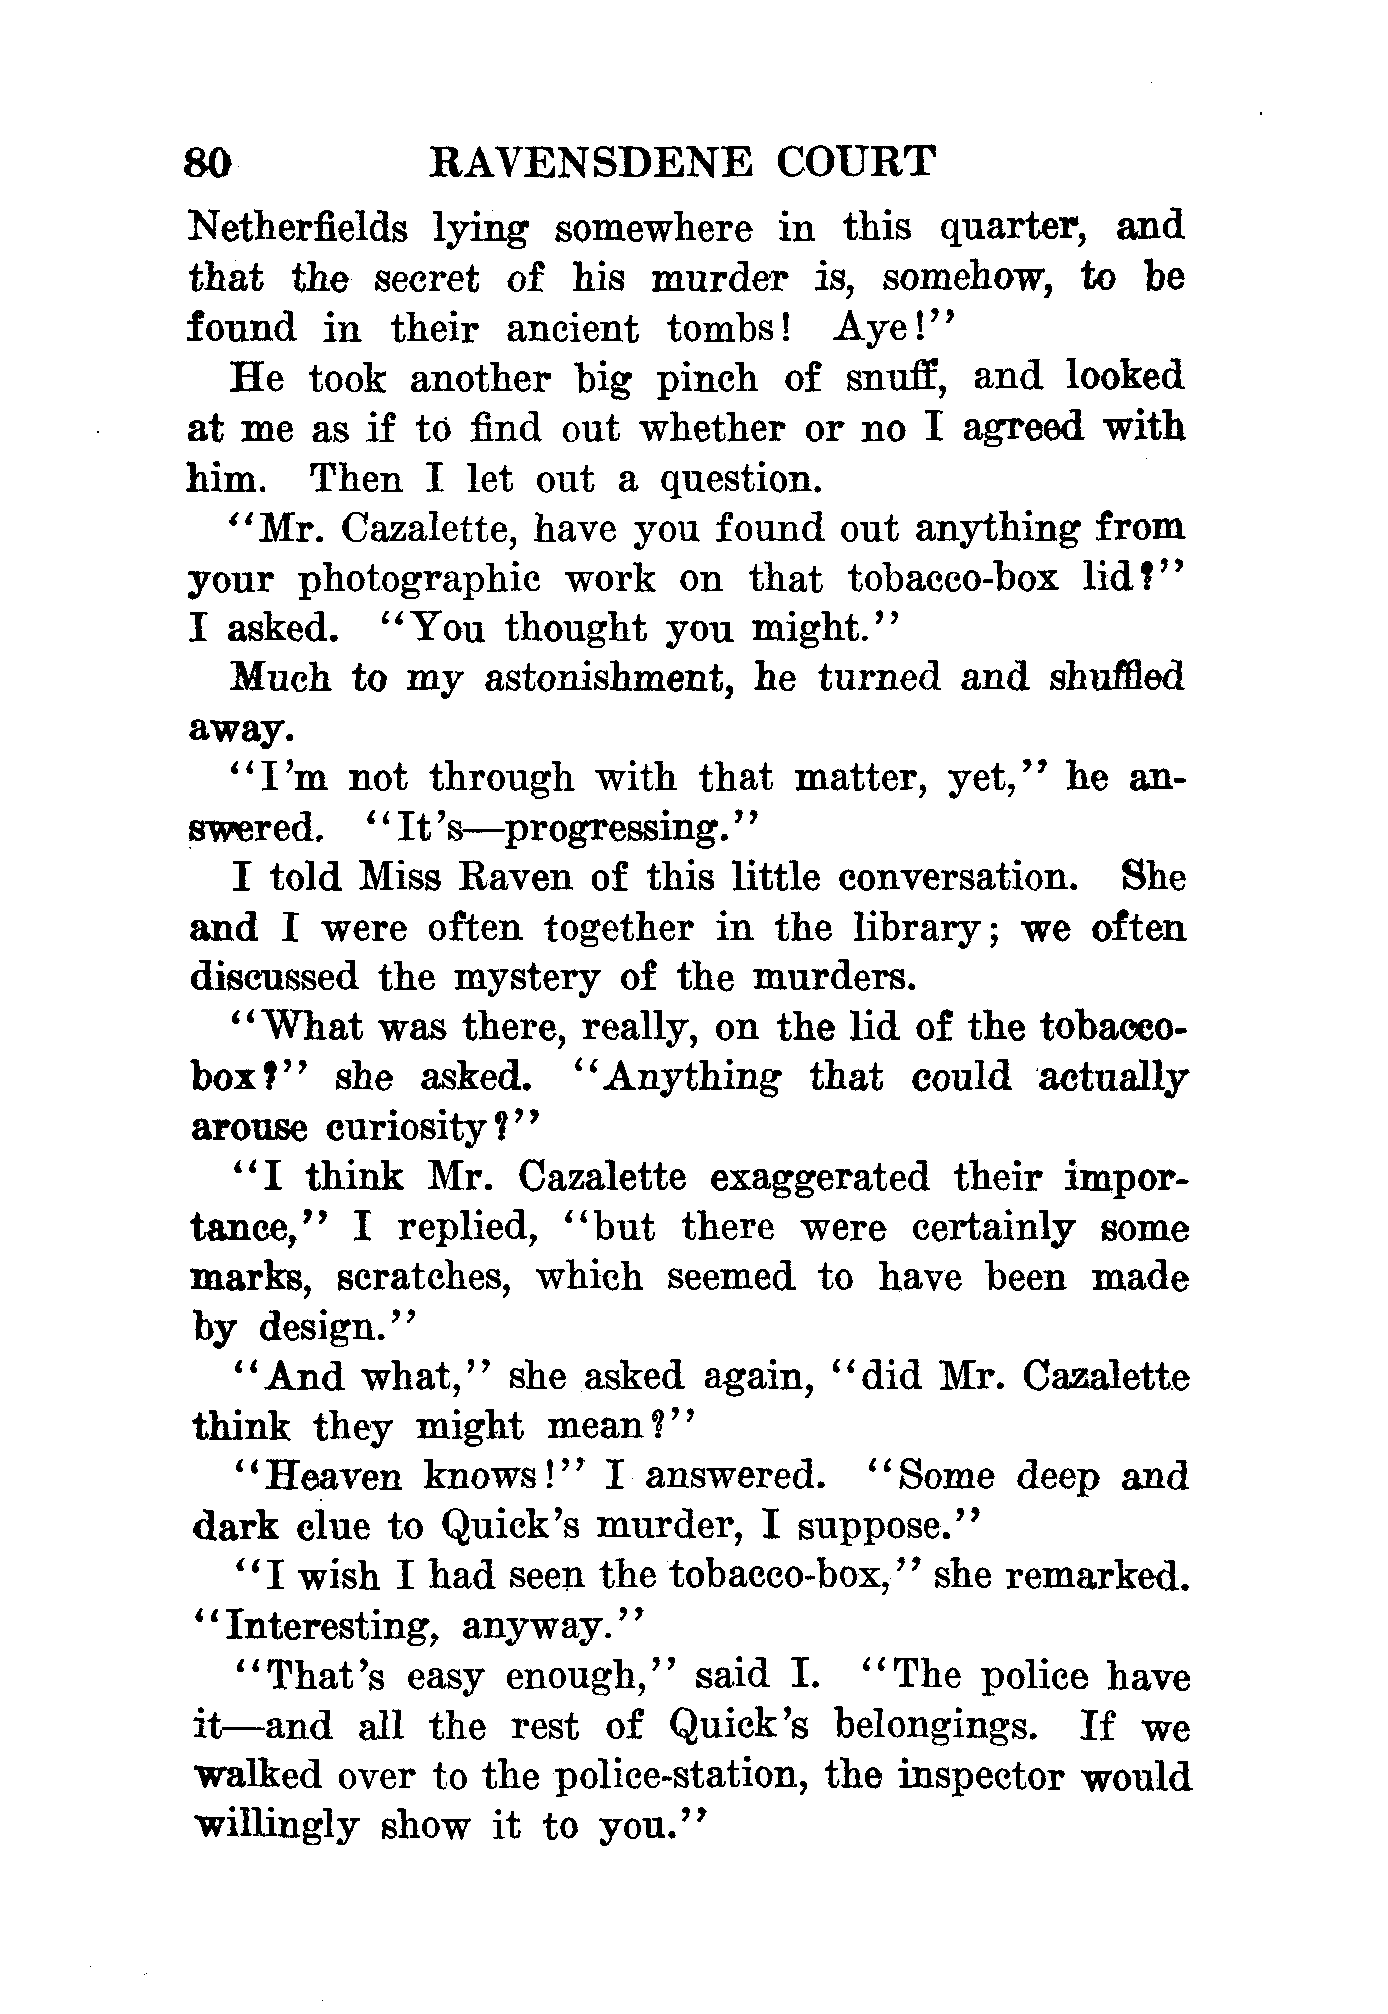 80 RAVENSDENE COURT
Netherfields lying somewhere in this quarter, and
that the secret of his murder is, somehow, to be
found in their ancient tombs! Aye!"
He took another big pinch of snuff, and looked
at me as if to find out whether or no I agreed with
him. Then I let out a question.
"Mr. Cazalette, have you found out anything from
your photographic work on that tobacco-box lid?"
I asked. "You thought you might."
Much to my astonishment, he turned and shuffled
away.
"I'm not through with that matter, yet," he an-
swered. "It's—progressing."
I told Miss Raven of this little conversation. She
and I were often together in the library; we often
discussed the mystery of the murders.
"What was there, really, on the lid of the tobacco-
box?" she asked. "Anything that could actually
arouse curiosity?"
"I think Mr. Cazalette exaggerated their impor-
tance," I replied, "but there were certainly some
marks, scratches, which seemed to have been made
by design."
"And what," she asked again, "did Mr. Cazalette
think they might mean?"
"Heaven knows!" I answered. "Some deep and
dark clue to Quick's murder, I suppose."
"I wish I had seen the tobacco-box," she remarked.
"Interesting, anyway."
"That's easy enough," said I. "The police have
it—and all the rest of Quick's belongings. If we
walked over to the police-station, the inspector would
willingly show it to you."